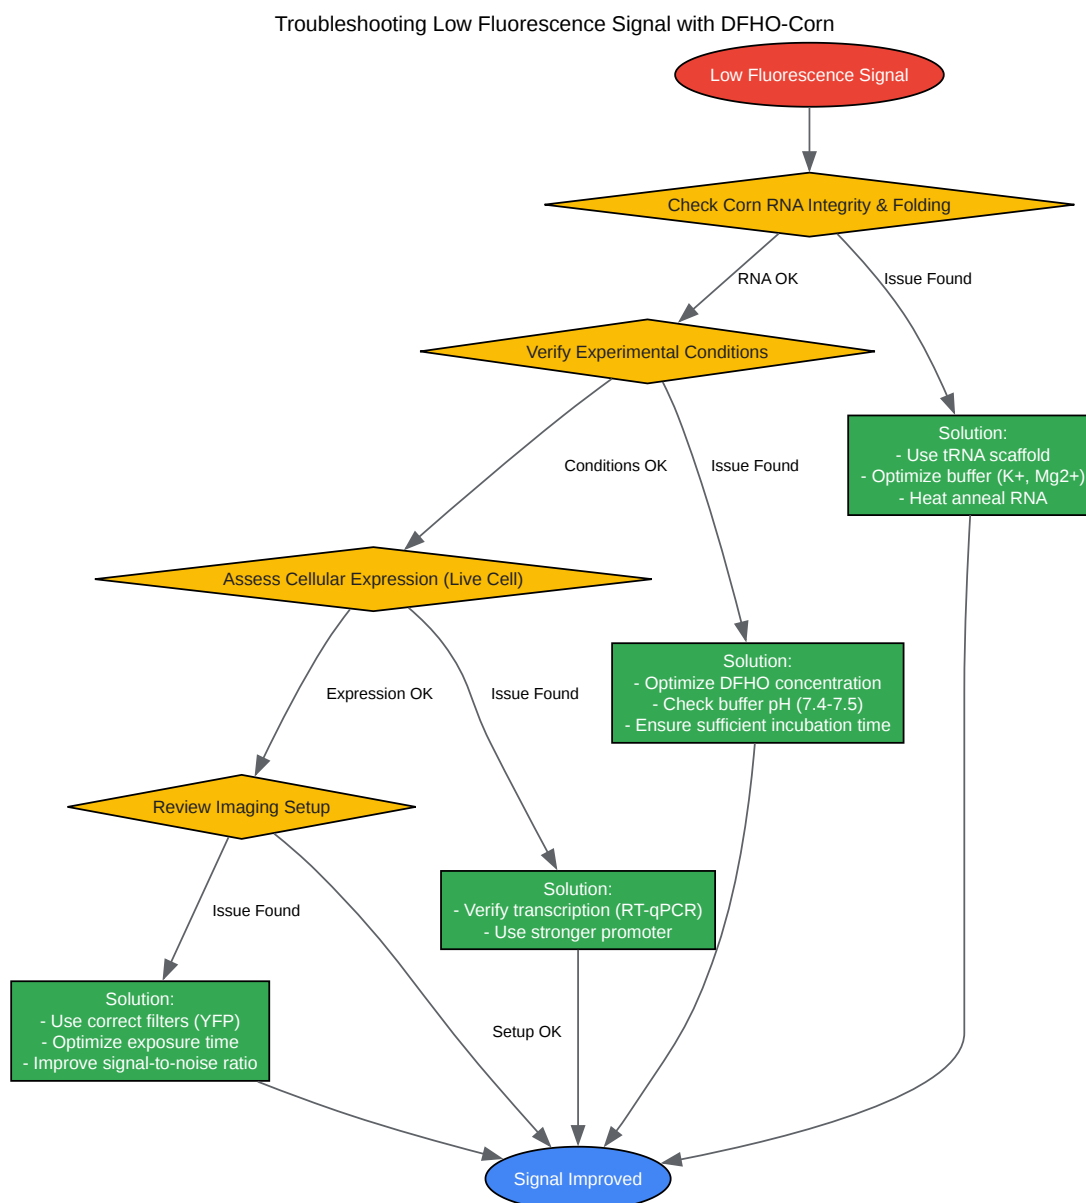 Troubleshooting Low Fluorescence Signal with DFHO-Corn
Low Fluorescence Signal
Check Corn RNA Integrity & Folding
RNA OK
Issue Found
Verify Experimental Conditions
Solution:
- Use tRNA scaffold
- Optimize buffer (K+, Mg2+)
- Heat anneal RNA
Conditions OK
Issue Found
Assess Cellular Expression (Live Cell)
Solution:
- Optimize DFHO concentration
- Check buffer pH (7.4-7.5)
- Ensure sufficient incubation time
Expression OK
Issue Found
Review Imaging Setup
Solution:
- Verify transcription (RT-qPCR)
- Use stronger promoter
Issue Found
Solution:
- Use correct filters (YFP)
- Optimize exposure time
- Improve signal-to-noise ratio
Setup OK
Signal Improved